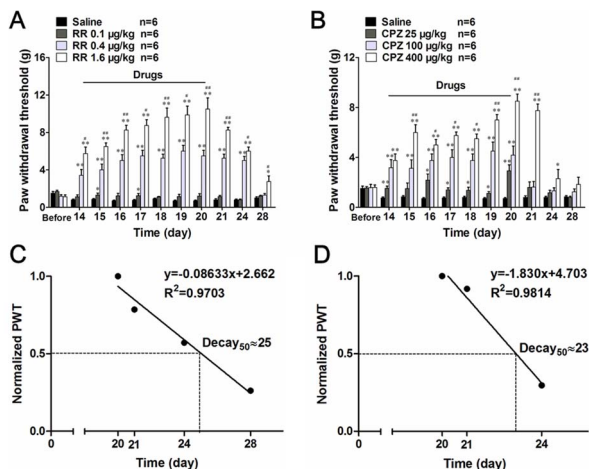 A
Saline n=6
RR 0.1 μg/kg n=6
RR 0.4 μg/kg n=6
RR 1.6 μg/kg n=6
Drugs
Paw withdrawal threshold (g)
16
12
8
4
0
Before 14 15 16 17 18 19 20 21 24 28
Time (day)
B
Saline n=6
CPZ 25 μg/kg n=6
CPZ 100 μg/kg n=6
CPZ 400 μg/kg n=6
Drugs
Paw withdrawal threshold (g)
12
8
4
0
Before 14 15 16 17 18 19 20 21 24 28
Time (day)
C
y=-0.08633x+2.662
R²=0.9703
Decay50≈25
Normalized PWT
1.0
0.5
0.0
0 20 21 24 28
Time (day)
D
y=-1.830x+4.703
R²=0.9814
Decay50≈23
Normalized PWT
1.0
0.5
0.0
0 20 21 24
Time (day)